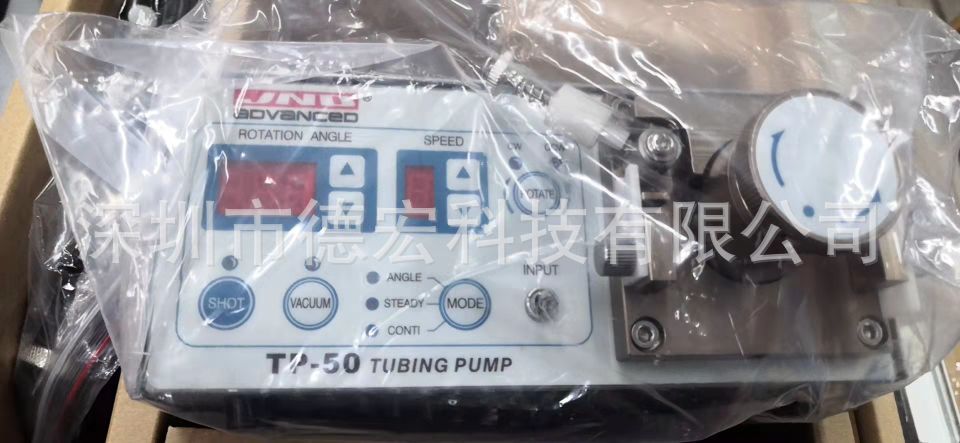 UNO®
advanced
ROTATION ANGLE
SPEED
CW
ROTATE
深圳市德宏科技有限公司
SHOT
VACUUM
ANGLE
STEADY
CONTI
MODE
INPUT
TP-50 TUBING PUMP